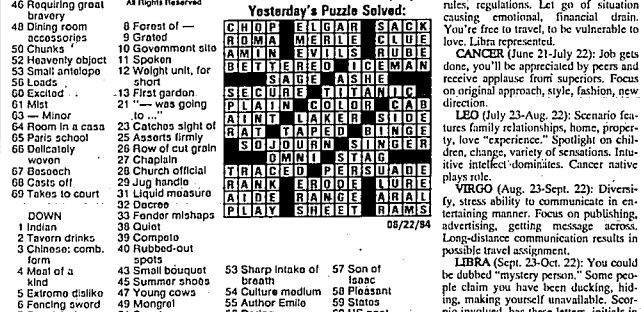 46 Requiring great
bravery
48 Dining room
accessories
50 Chunks
52 Heavenly object
53 Small antelope
56 Loads
60 Excited
61 Mist
63 — Minor
64 Room in a casa
65 Paris school
66 Delicately
woven
67 Beseech
68 Casts off
69 Takes to court
DOWN
1 Indian
2 Tavern drinks
3 Chinese: comb.
form
4 Meal of a
kind
5 Extreme dislike
6 Fencing sword
All Rights Reserved
8 Forest of —
9 Grated
10 Government silo
11 Spoken
12 Weight unit, for
short
13 First garden
21 "— was going
to ..."
23 Catches sight of
25 Asserts firmly
26 Row of cut grain
27 Chaplain
28 Church official
29 Jug handle
31 Liquid measure
32 Decree
33 Fender mishaps
38 Quiet
39 Compete
40 Rubbed-out
spots
43 Small bouquet
45 Summer shoes
47 Young cows
49 Mongrel
Yesterday's Puzzle Solved:
CHOP ELGAR SACK
ROMA MERLE CLUE
AMIN EVILS RUBE
BETTERED ICEMAN
SAGE ASHE
SECURE TITANIC
PLAIN COLOR CAB
AINT LAKER SIDE
RAT TAPED BINGE
SOJOURN SINGER
OMNI STAG
TRACED PERSUADE
RANK ERODE LURE
AIDE RANGE ARAL
PLAY SHEET RAMS
08/22/94
53 Sharp intake of
breath
54 Culture medium
55 Author Emile
57 Son of
Isaac
58 Pleasant
59 States
rules, regulations. Let go of situation
causing emotional, financial drain.
You're free to travel, to be vulnerable to
love. Libra represented.
CANCER (June 21-July 22): Job gets
done, you'll be appreciated by peers and
receive applause from superiors. Focus
on original approach, style, fashion, new
direction.
LEO (July 23-Aug. 22): Scenario fea-
tures family relationships, home, proper-
ty, love "experience." Spotlight on chil-
dren, change, variety of sensations. Intu-
itive intellect dominates. Cancer native
plays role.
VIRGO (Aug. 23-Sept. 22): Diversi-
fy, stress ability to communicate in en-
tertaining manner. Focus on publishing,
advertising, getting message across.
Long-distance communication results in
possible travel assignment.
LIBRA (Sept. 23-Oct. 22): You could
be dubbed "mystery person." Some peo-
ple claim you have been ducking, hid-
ing, making yourself unavailable. Scor-